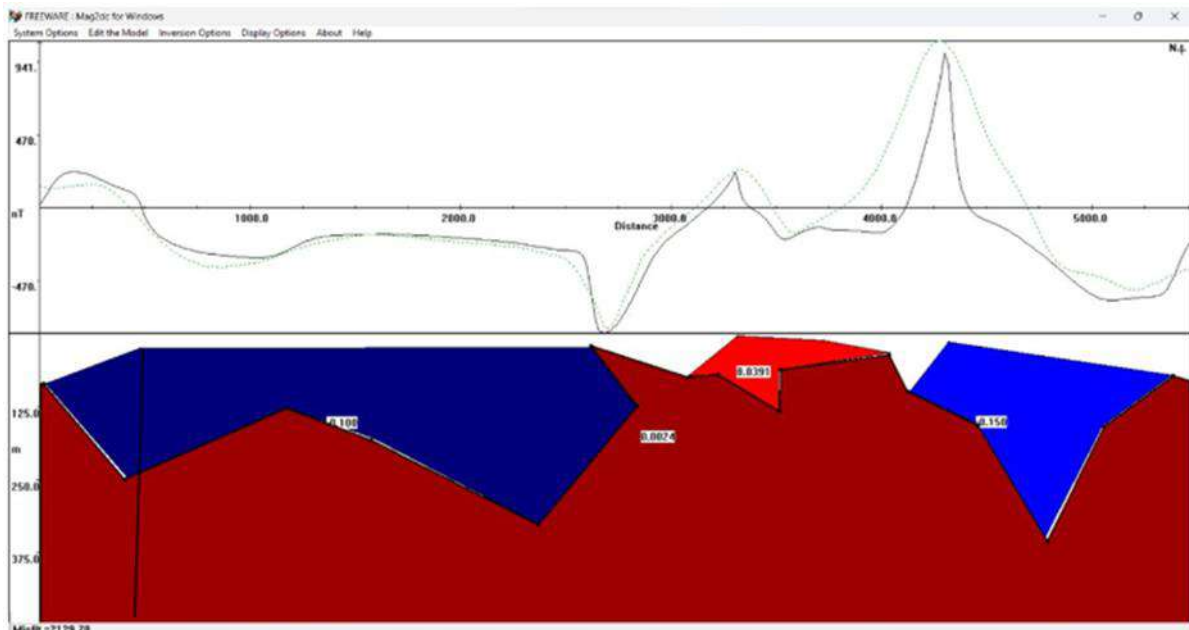 FREEWARE : Mag2dc for Windows
System Options Edit the Model Inversion Options Display Options About Help
941.
470.
nT
-470.
1000.0 2000.0 3000.0 4000.0 5000.0
Distance
125.0
m
250.0
375.0
-0.100
0.0024
0.0391
-0.150